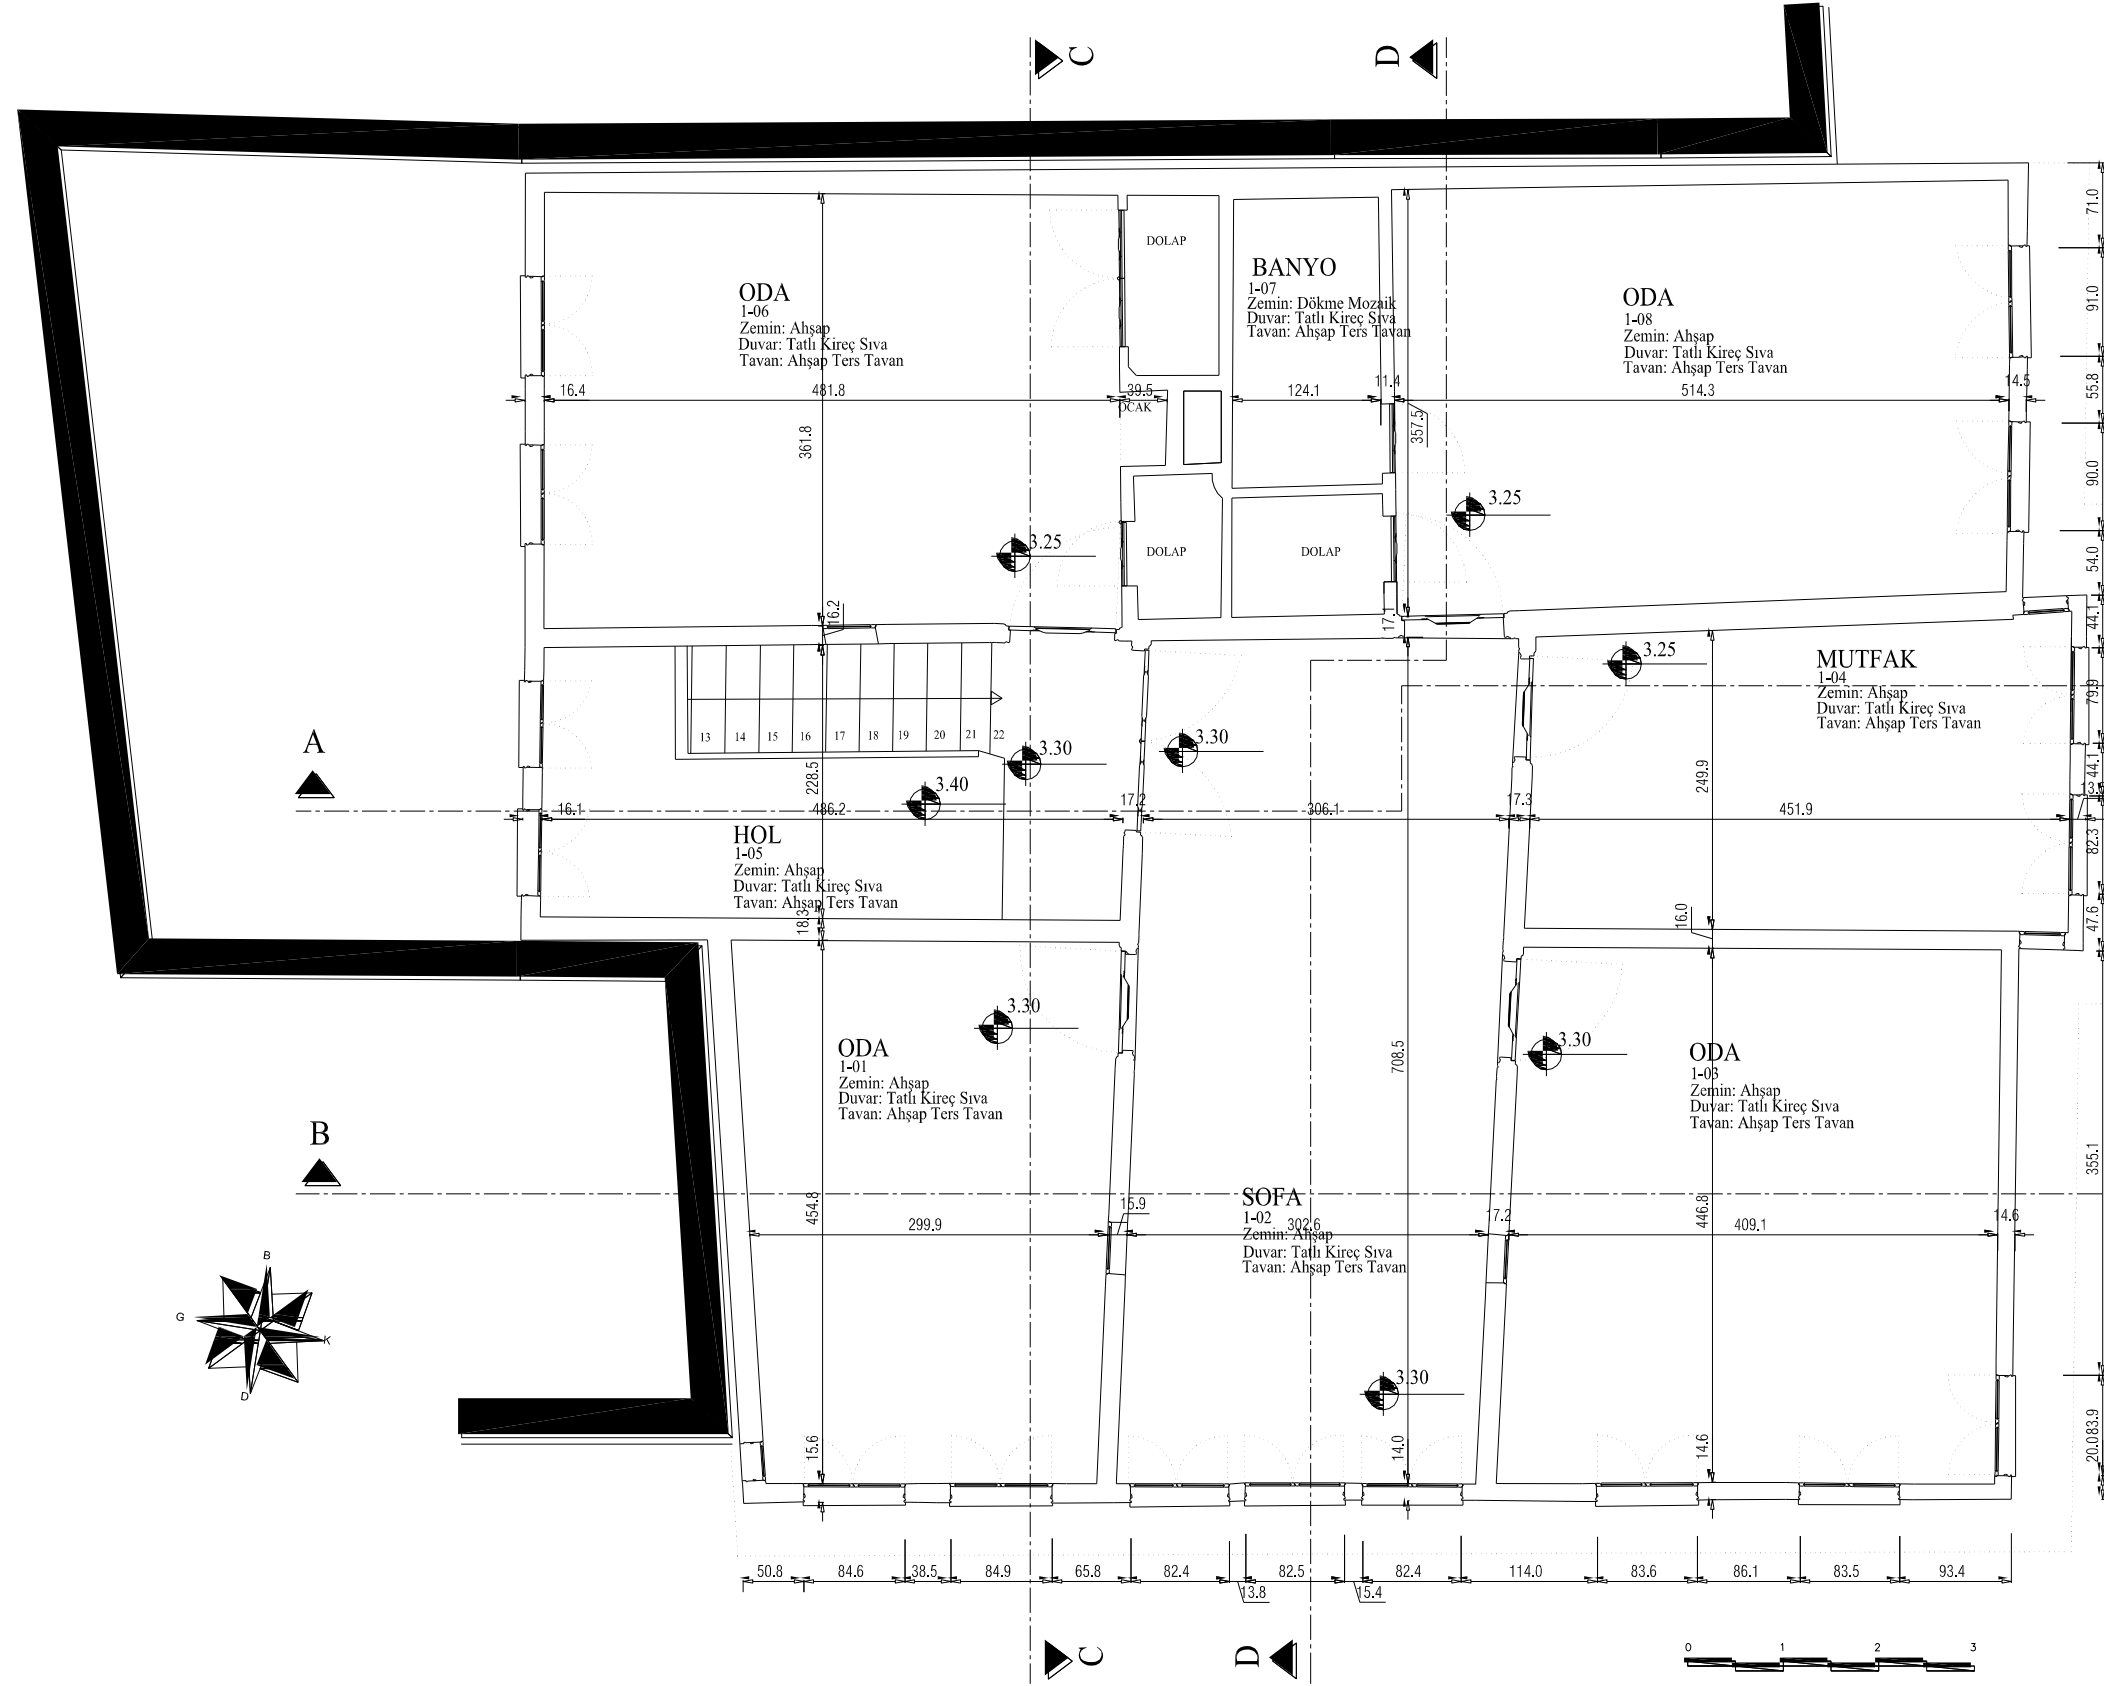 C
D
71.0
91.0
55.8
90.0
54.0
44.1
79.9
44.1
82.3
47.6
355.1
83.9
20.0
DOLAP
ODA
1-06
Zemin: Ahşap
Duvar: Tatlı Kireç Sıva
Tavan: Ahşap Ters Tavan
BANYO
1-07
Zemin: Dökme Mozaik
Duvar: Tatlı Kireç Sıva
Tavan: Ahşap Ters Tavan
ODA
1-08
Zemin: Ahşap
Duvar: Tatlı Kireç Sıva
Tavan: Ahşap Ters Tavan
16.4
481.8
39.5
124.1
11.4
514.3
14.5
OCAK
361.8
357.5
3.25
3.25
DOLAP
DOLAP
16.2
17.1
3.25
MUTFAK
1-04
Zemin: Ahşap
Duvar: Tatlı Kireç Sıva
Tavan: Ahşap Ters Tavan
13
14
15
16
17
18
19
20
21
22
A
3.30
3.30
228.5
3.40
249.9
16.1
486.2
17.2
306.1
17.3
451.9
HOL
1-05
Zemin: Ahşap
Duvar: Tatlı Kireç Sıva
Tavan: Ahşap Ters Tavan
18.3
16.0
3.30
ODA
1-01
Zemin: Ahşap
Duvar: Tatlı Kireç Sıva
Tavan: Ahşap Ters Tavan
708.5
3.30
ODA
1-03
Zemin: Ahşap
Duvar: Tatlı Kireç Sıva
Tavan: Ahşap Ters Tavan
B
454.8
299.9
15.9
SOFA
1-02
302.6
Zemin: Ahşap
Duvar: Tatlı Kireç Sıva
Tavan: Ahşap Ters Tavan
17.2
446.8
409.1
14.6
B
G
K
D
3.30
15.6
14.0
14.6
50.8
84.6
38.5
84.9
65.8
82.4
13.8
82.5
15.4
82.4
114.0
83.6
86.1
83.5
93.4
C
D
0
1
2
3